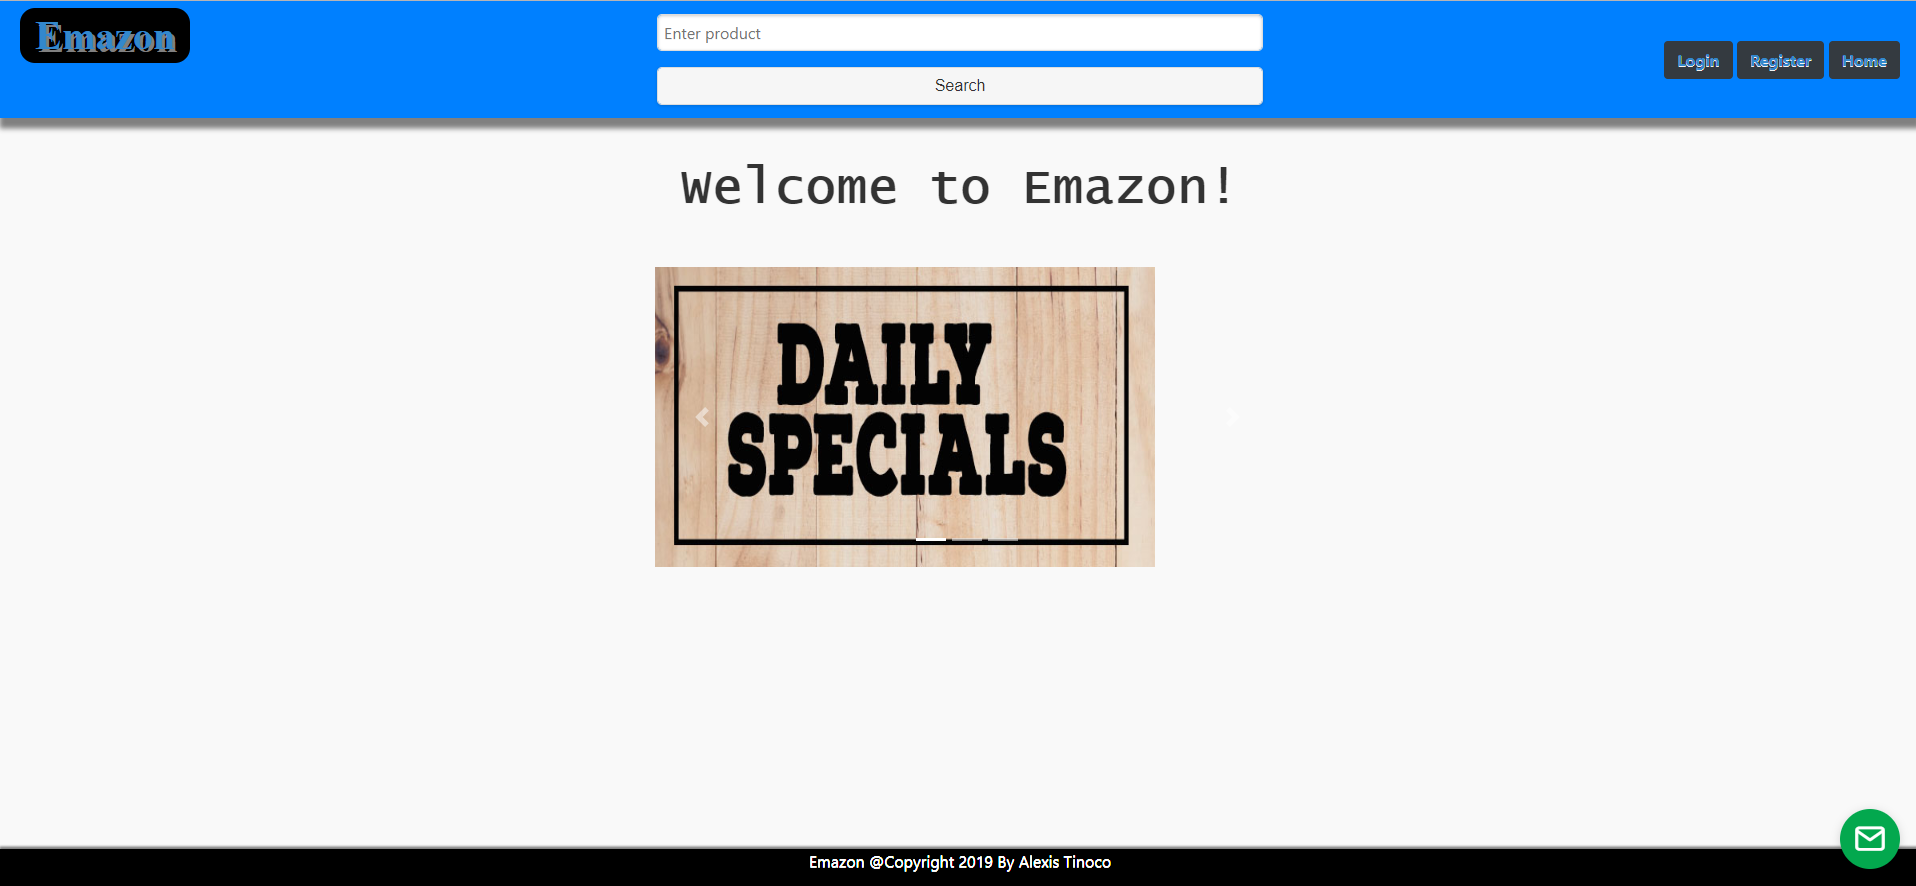 Emazon
Enter product
Search
Login Register Home
Welcome to Emazon!
DAILY
SPECIALS
Emazon @Copyright 2019 By Alexis Tinoco